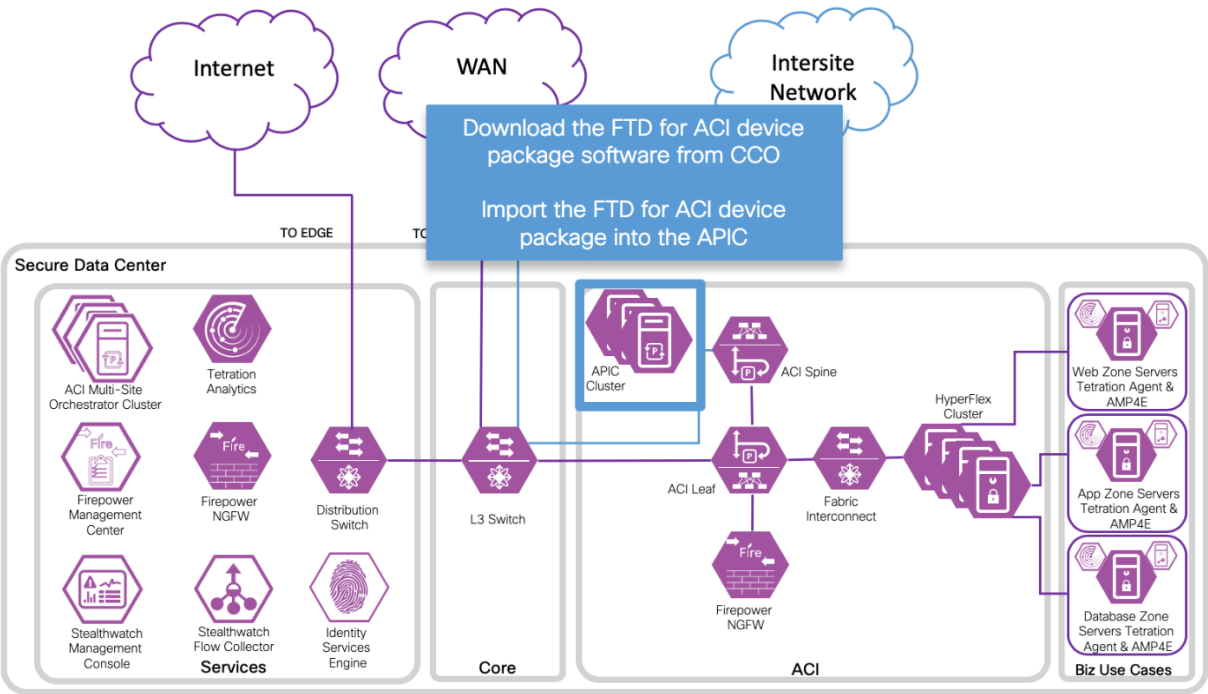 Internet
WAN
Intersite
Network
Download the FTD for ACI device
package software from CCO
Import the FTD for ACI device
package into the APIC
TO EDGE
Secure Data Center
ACI Multi-Site
Orchestrator Cluster
Tetration
Analytics
Fire
Firepower
Management
Center
Fire
Firepower
NGFW
Distribution
Switch
Stealthwatch
Management
Console
Stealthwatch
Flow Collector
Identity
Services
Engine
Services
L3 Switch
Core
APIC
Cluster
P
P
ACI Spine
P
ACI Leaf
P
Fabric
Interconnect
HyperFlex
Cluster
Fire
Firepower
NGFW
ACI
Web Zone Servers
Tetration Agent &
AMP4E
App Zone Servers
Tetration Agent &
AMP4E
Database Zone
Servers Tetration
Agent & AMP4E
Biz Use Cases